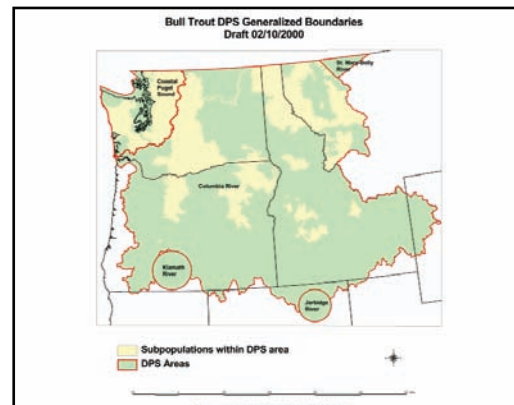 Bull Trout DPS Generalized Boundaries
Draft 02/10/2000
St. Mary-Belly
River
Coastal
Puget
Sound
Columbia River
Klamath
River
Jarbidge
River
Subpopulations within DPS area
DPS Areas